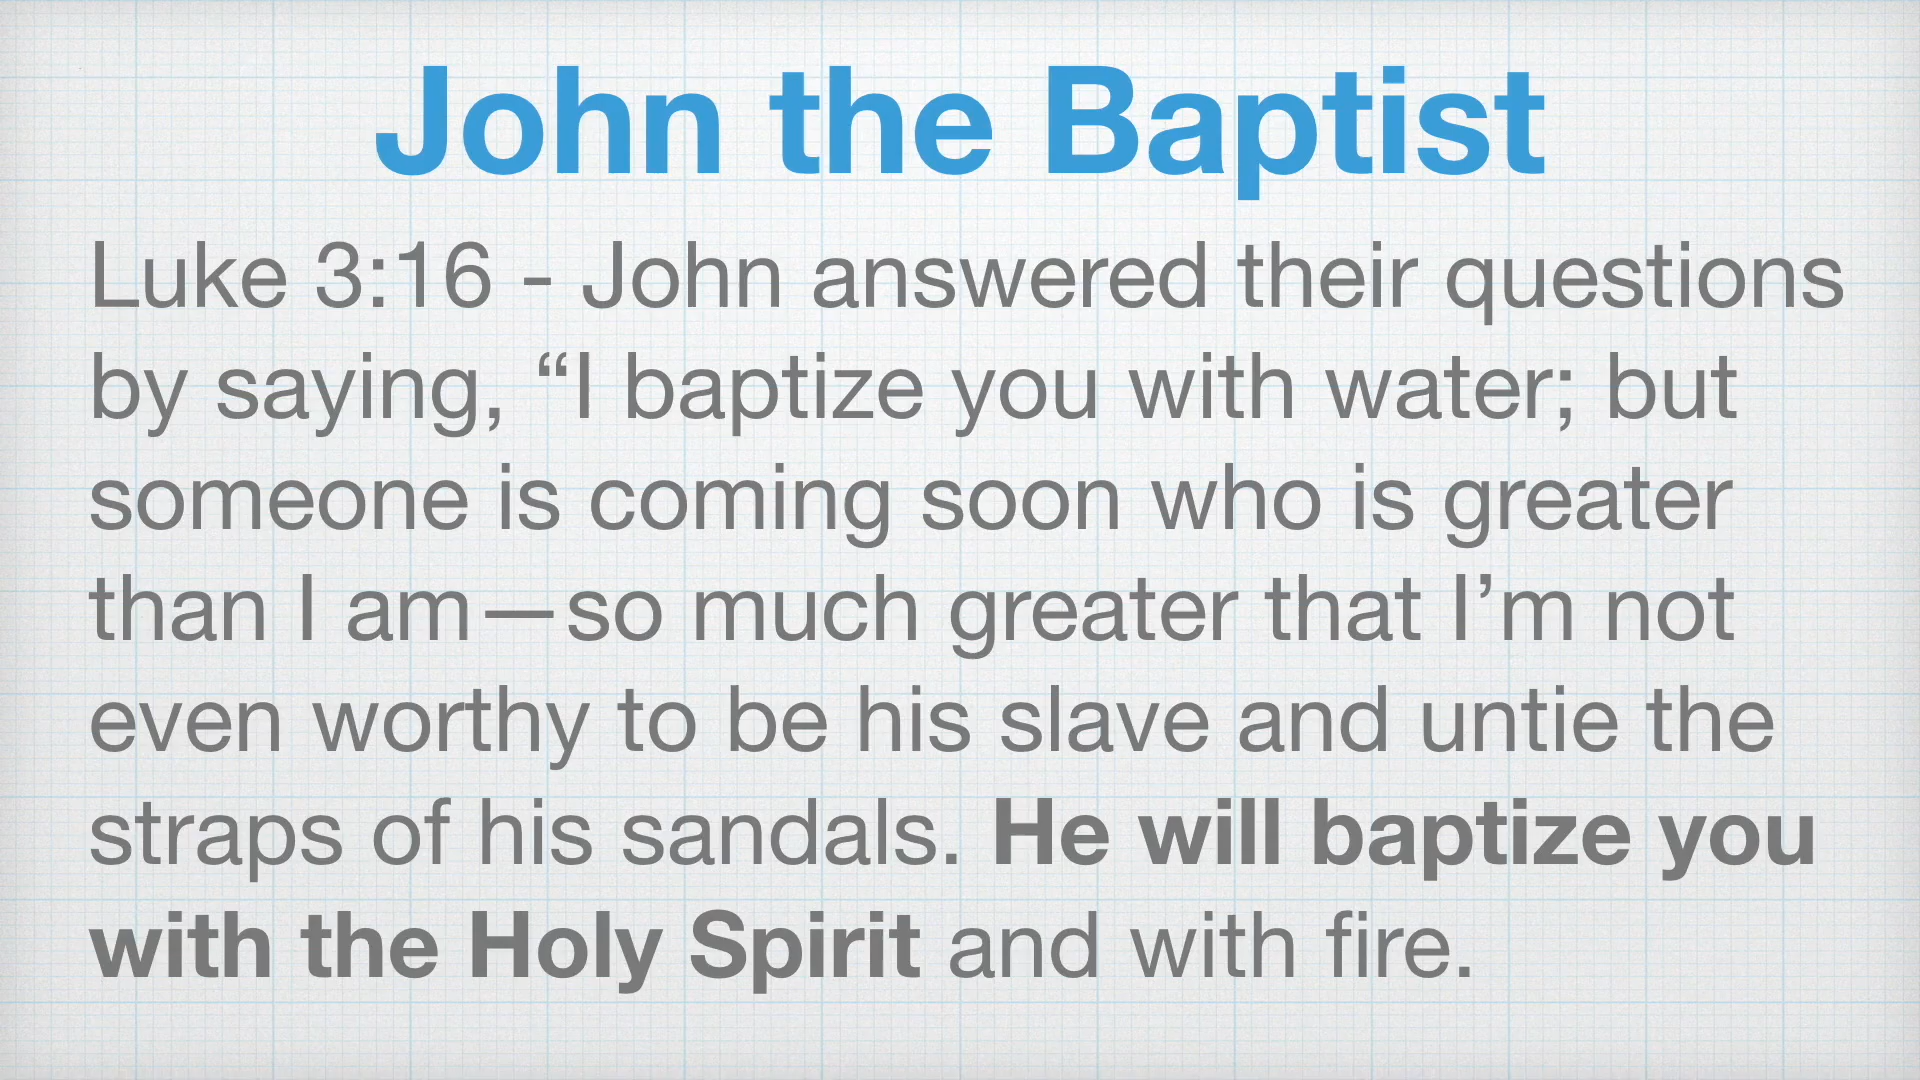 John the Baptist
Luke 3:16 - John answered their questions
by saying, “I baptize you with water; but
someone is coming soon who is greater
than I am—so much greater that I’m not
even worthy to be his slave and untie the
straps of his sandals. He will baptize you
with the Holy Spirit and with fire.